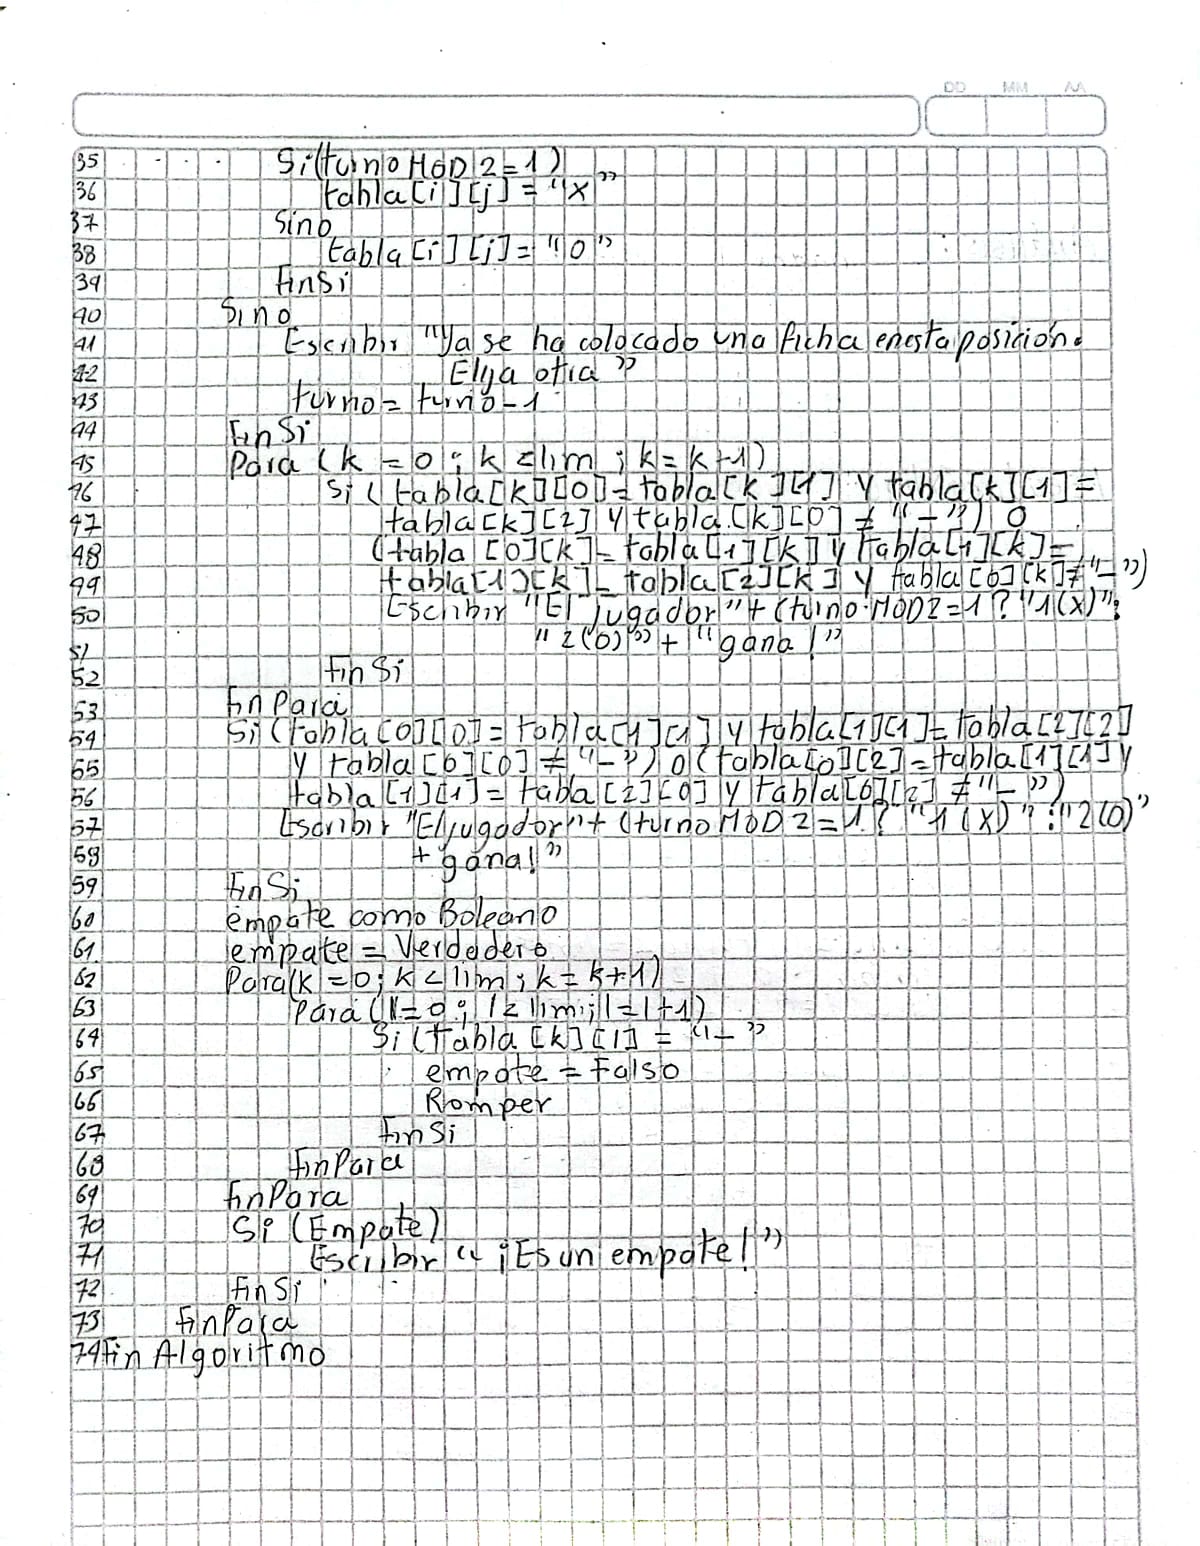 DD MM AA
35 Si(turno MOD 2 = 1)
36 tabla[i][j] = "X"
37 Sino
38 tabla[i][j] = "O"
39 FinSi
40 Sino
41 Escribir "Ya se ha colocado una ficha en esta posición.
42 Elija otra"
43 turno = turno - 1
44 FinSi
45 Para (k = 0 ; k < lim ; k = k+1)
46 Si (tabla[k][0] = tabla[k][1] Y tabla[k][1] =
47 tabla[k][2] Y tabla[k][0] ≠ "-") O
48 (tabla [0][k] = tabla[1][k] y tabla[1][k] =
49 tabla[1][k] = tabla[2][k] Y tabla[0][k] ≠ "-")
50 Escribir "El jugador" + (turno MOD 2 = 1 ? "1(X)" :
51 "2(O)") + "gana!"
52 FinSi
53 FinPara
54 Si (tabla[0][0] = tabla[1][1] Y tabla[1][1] = tabla[2][2]
55 Y tabla[0][0] ≠ "-") O (tabla[0][2] = tabla[1][1] Y
56 tabla[1][1] = taba[2][0] Y tabla[0][2] ≠ "-")
57 Escribir "El jugador" + (turno MOD 2 = 1 ? "1 (X)" : "2(O)"
58 + gana!"
59 FinSi
60 empate como Boleano
61 empate = Verdadero
62 Para(k = 0; k < lim ; k = k+1)
63 Para(l = 0 ; l < lim ; l = l+1)
64 Si (tabla [k][l] = "-"
65 empate = Falso
66 Romper
67 FinSi
68 FinPara
69 FinPara
70 Si (Empate)
71 Escribir "¡Es un empate!"
72 FinSi
73 FinPara
74 Fin Algoritmo